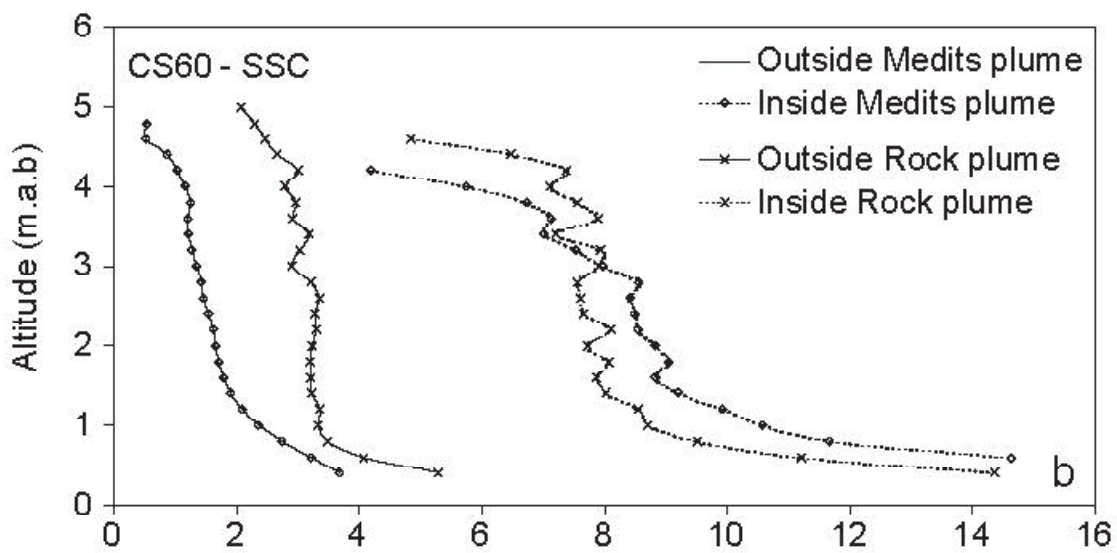 6
CS60 - SSC
Outside Medits plume
Inside Medits plume
Outside Rock plume
Inside Rock plume
5
4
3
2
1
0
Altitude (m.a.b)
b
0 2 4 6 8 10 12 14 16